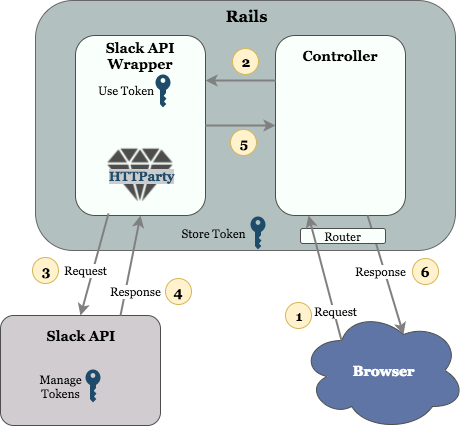 Rails
Slack API
Wrapper
Use Token
HTTParty
2
5
Controller
Store Token
Router
3
Request
Response
4
1
Request
Response
6
Slack API
Manage
Tokens
Browser